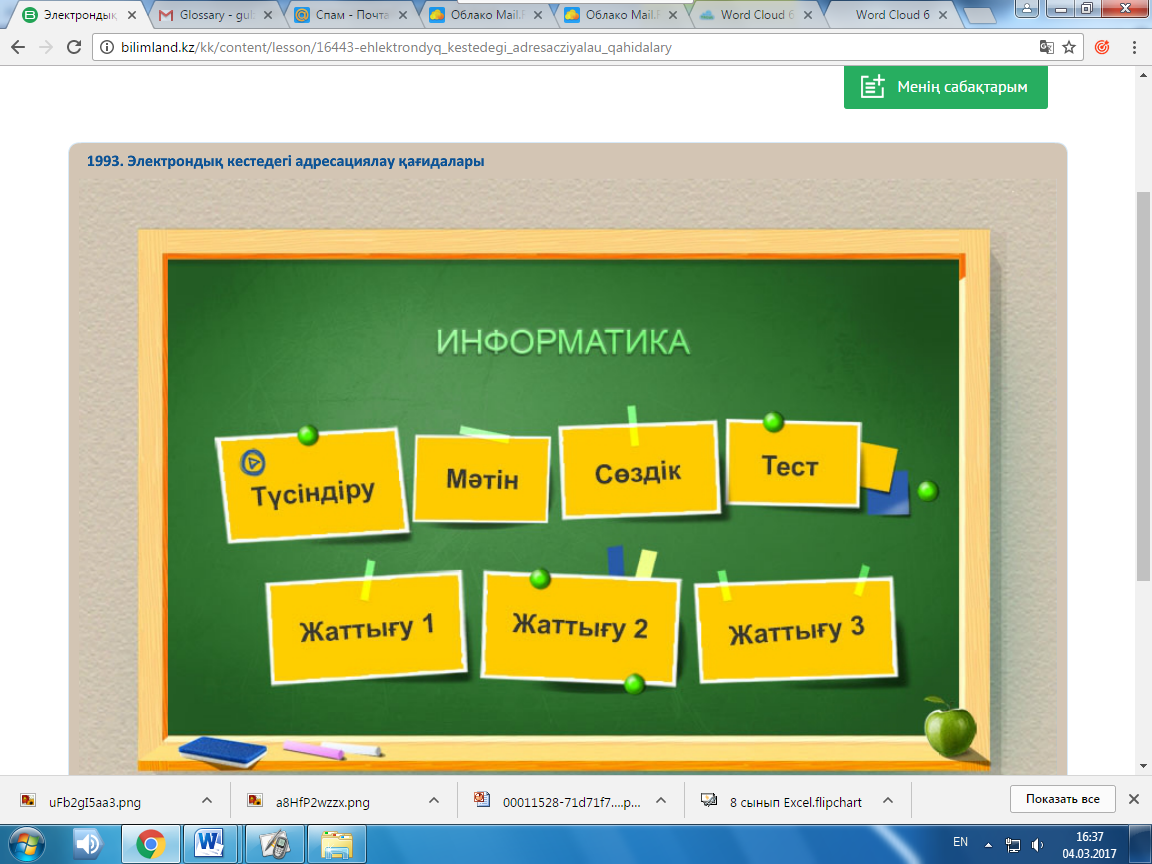 Электрондық
Glossary - gul
Спам - Почта
Облако Mail.R
Облако Mail.R
Word Cloud 6
Word Cloud 6
bilimland.kz/kk/content/lesson/16443-ehlektrondyq_kestedegi_adresacziyalau_qahidalary
Менің сабақтарым
1993. Электрондық кестедегі адресациялау қағидалары
ИНФОРМАТИКА
Түсіндіру
Мәтін
Сөздік
Тест
Жаттығу 1
Жаттығу 2
Жаттығу 3
uFb2gI5aa3.png
a8HfP2wzzx.png
00011528-71d71f7....p...
8 сынып Excel.flipchart
Показать все
EN
16:37
04.03.2017